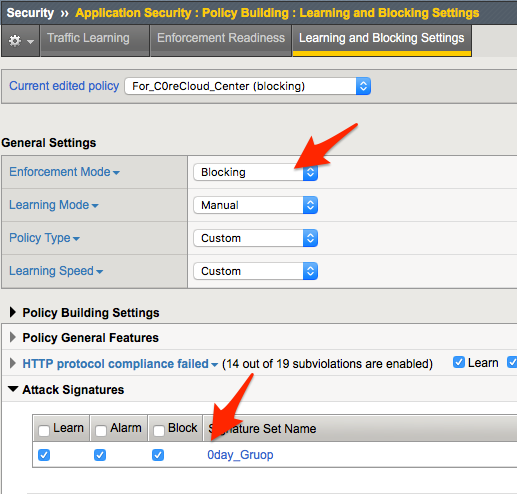 Security ›› Application Security : Policy Building : Learning and Blocking Settings
Traffic Learning Enforcement Readiness Learning and Blocking Settings
Current edited policy For_C0reCloud_Center (blocking)
General Settings
Enforcement Mode Blocking
Learning Mode Manual
Policy Type Custom
Learning Speed Custom
Policy Building Settings
Policy General Features
HTTP protocol compliance failed (14 out of 19 subviolations are enabled) Learn
Attack Signatures
Learn Alarm Block Signature Set Name
0day_Gruop